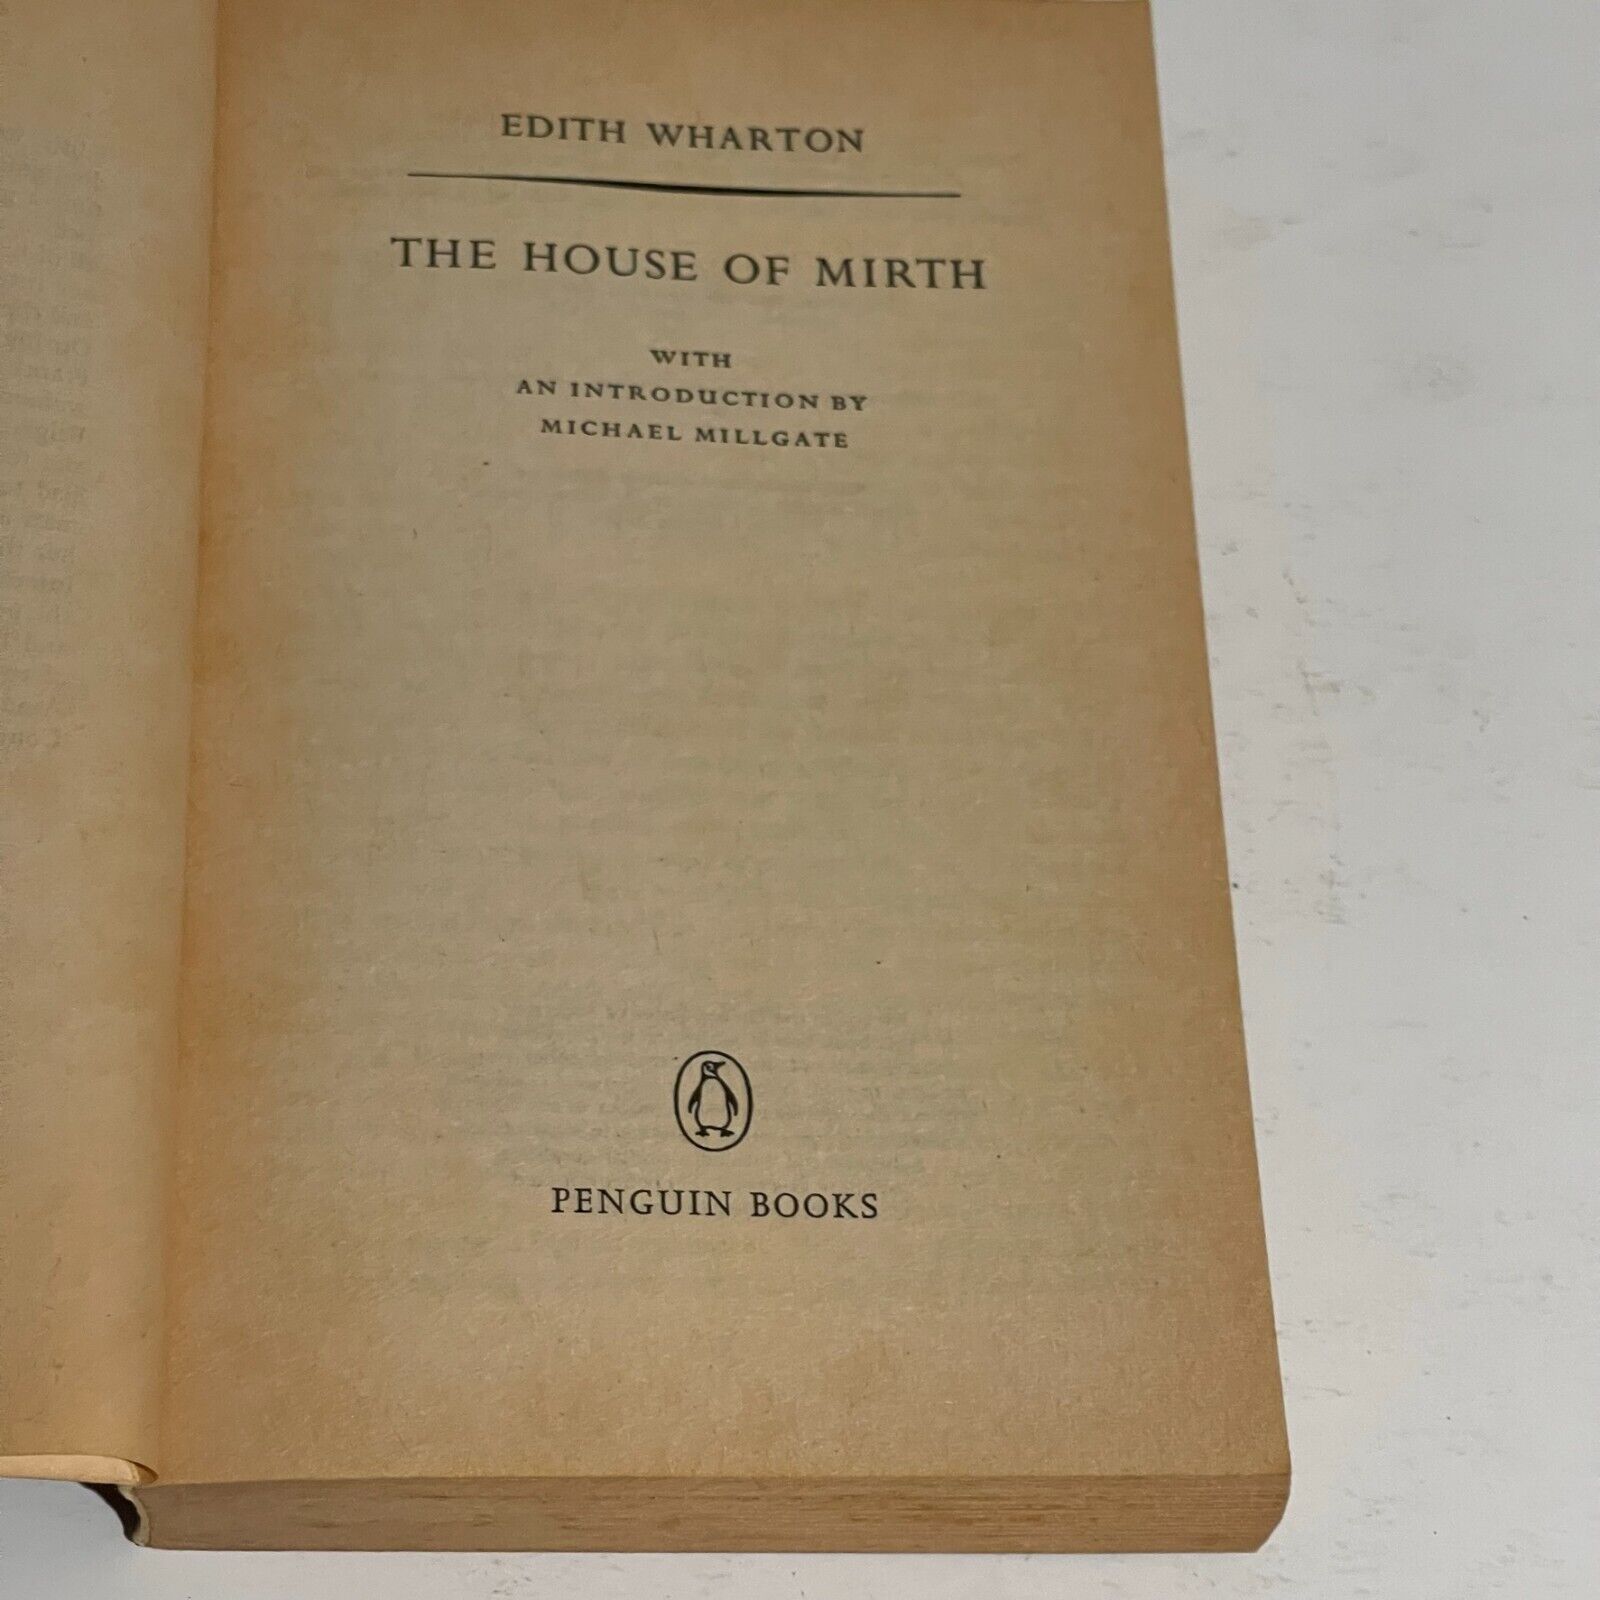 EDITH WHARTON
THE HOUSE OF MIRTH
WITH
AN INTRODUCTION BY
MICHAEL MILLGATE
PENGUIN BOOKS